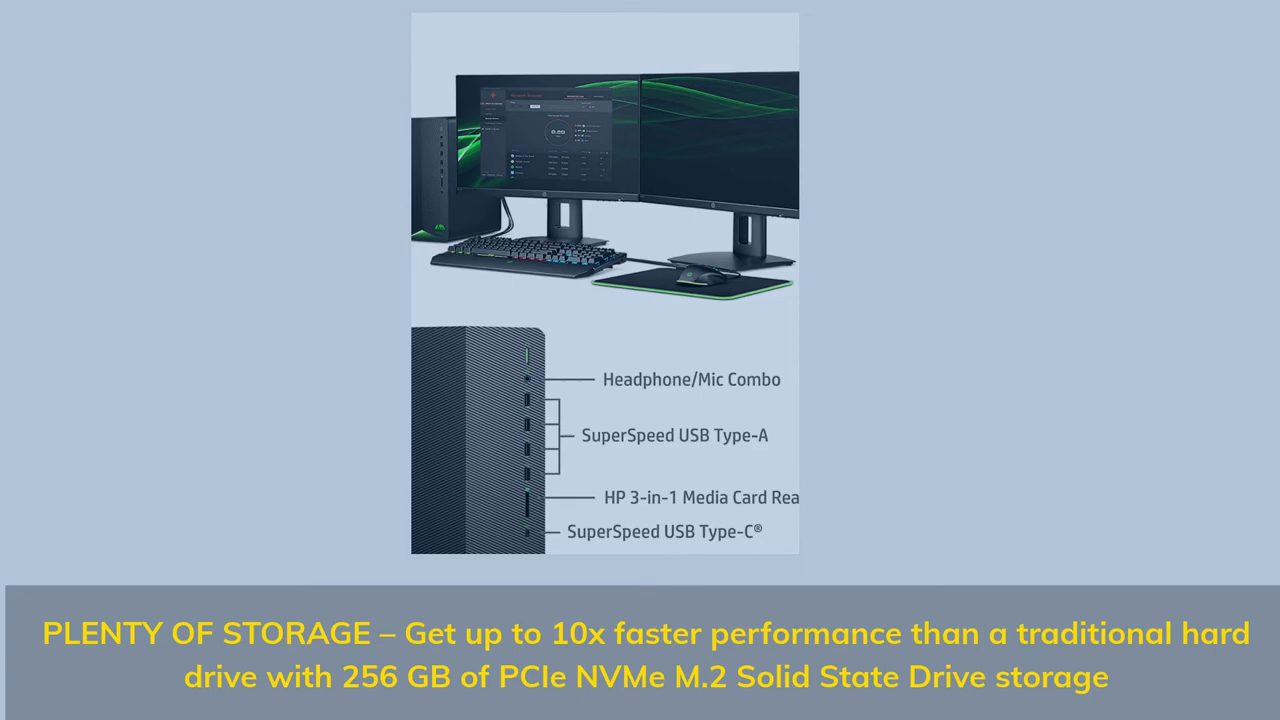 0.20
Headphone/Mic Combo
SuperSpeed USB Type-A
HP 3-in-1 Media Card Rea
SuperSpeed USB Type-C®
PLENTY OF STORAGE – Get up to 10x faster performance than a traditional hard
drive with 256 GB of PCIe NVMe M.2 Solid State Drive storage